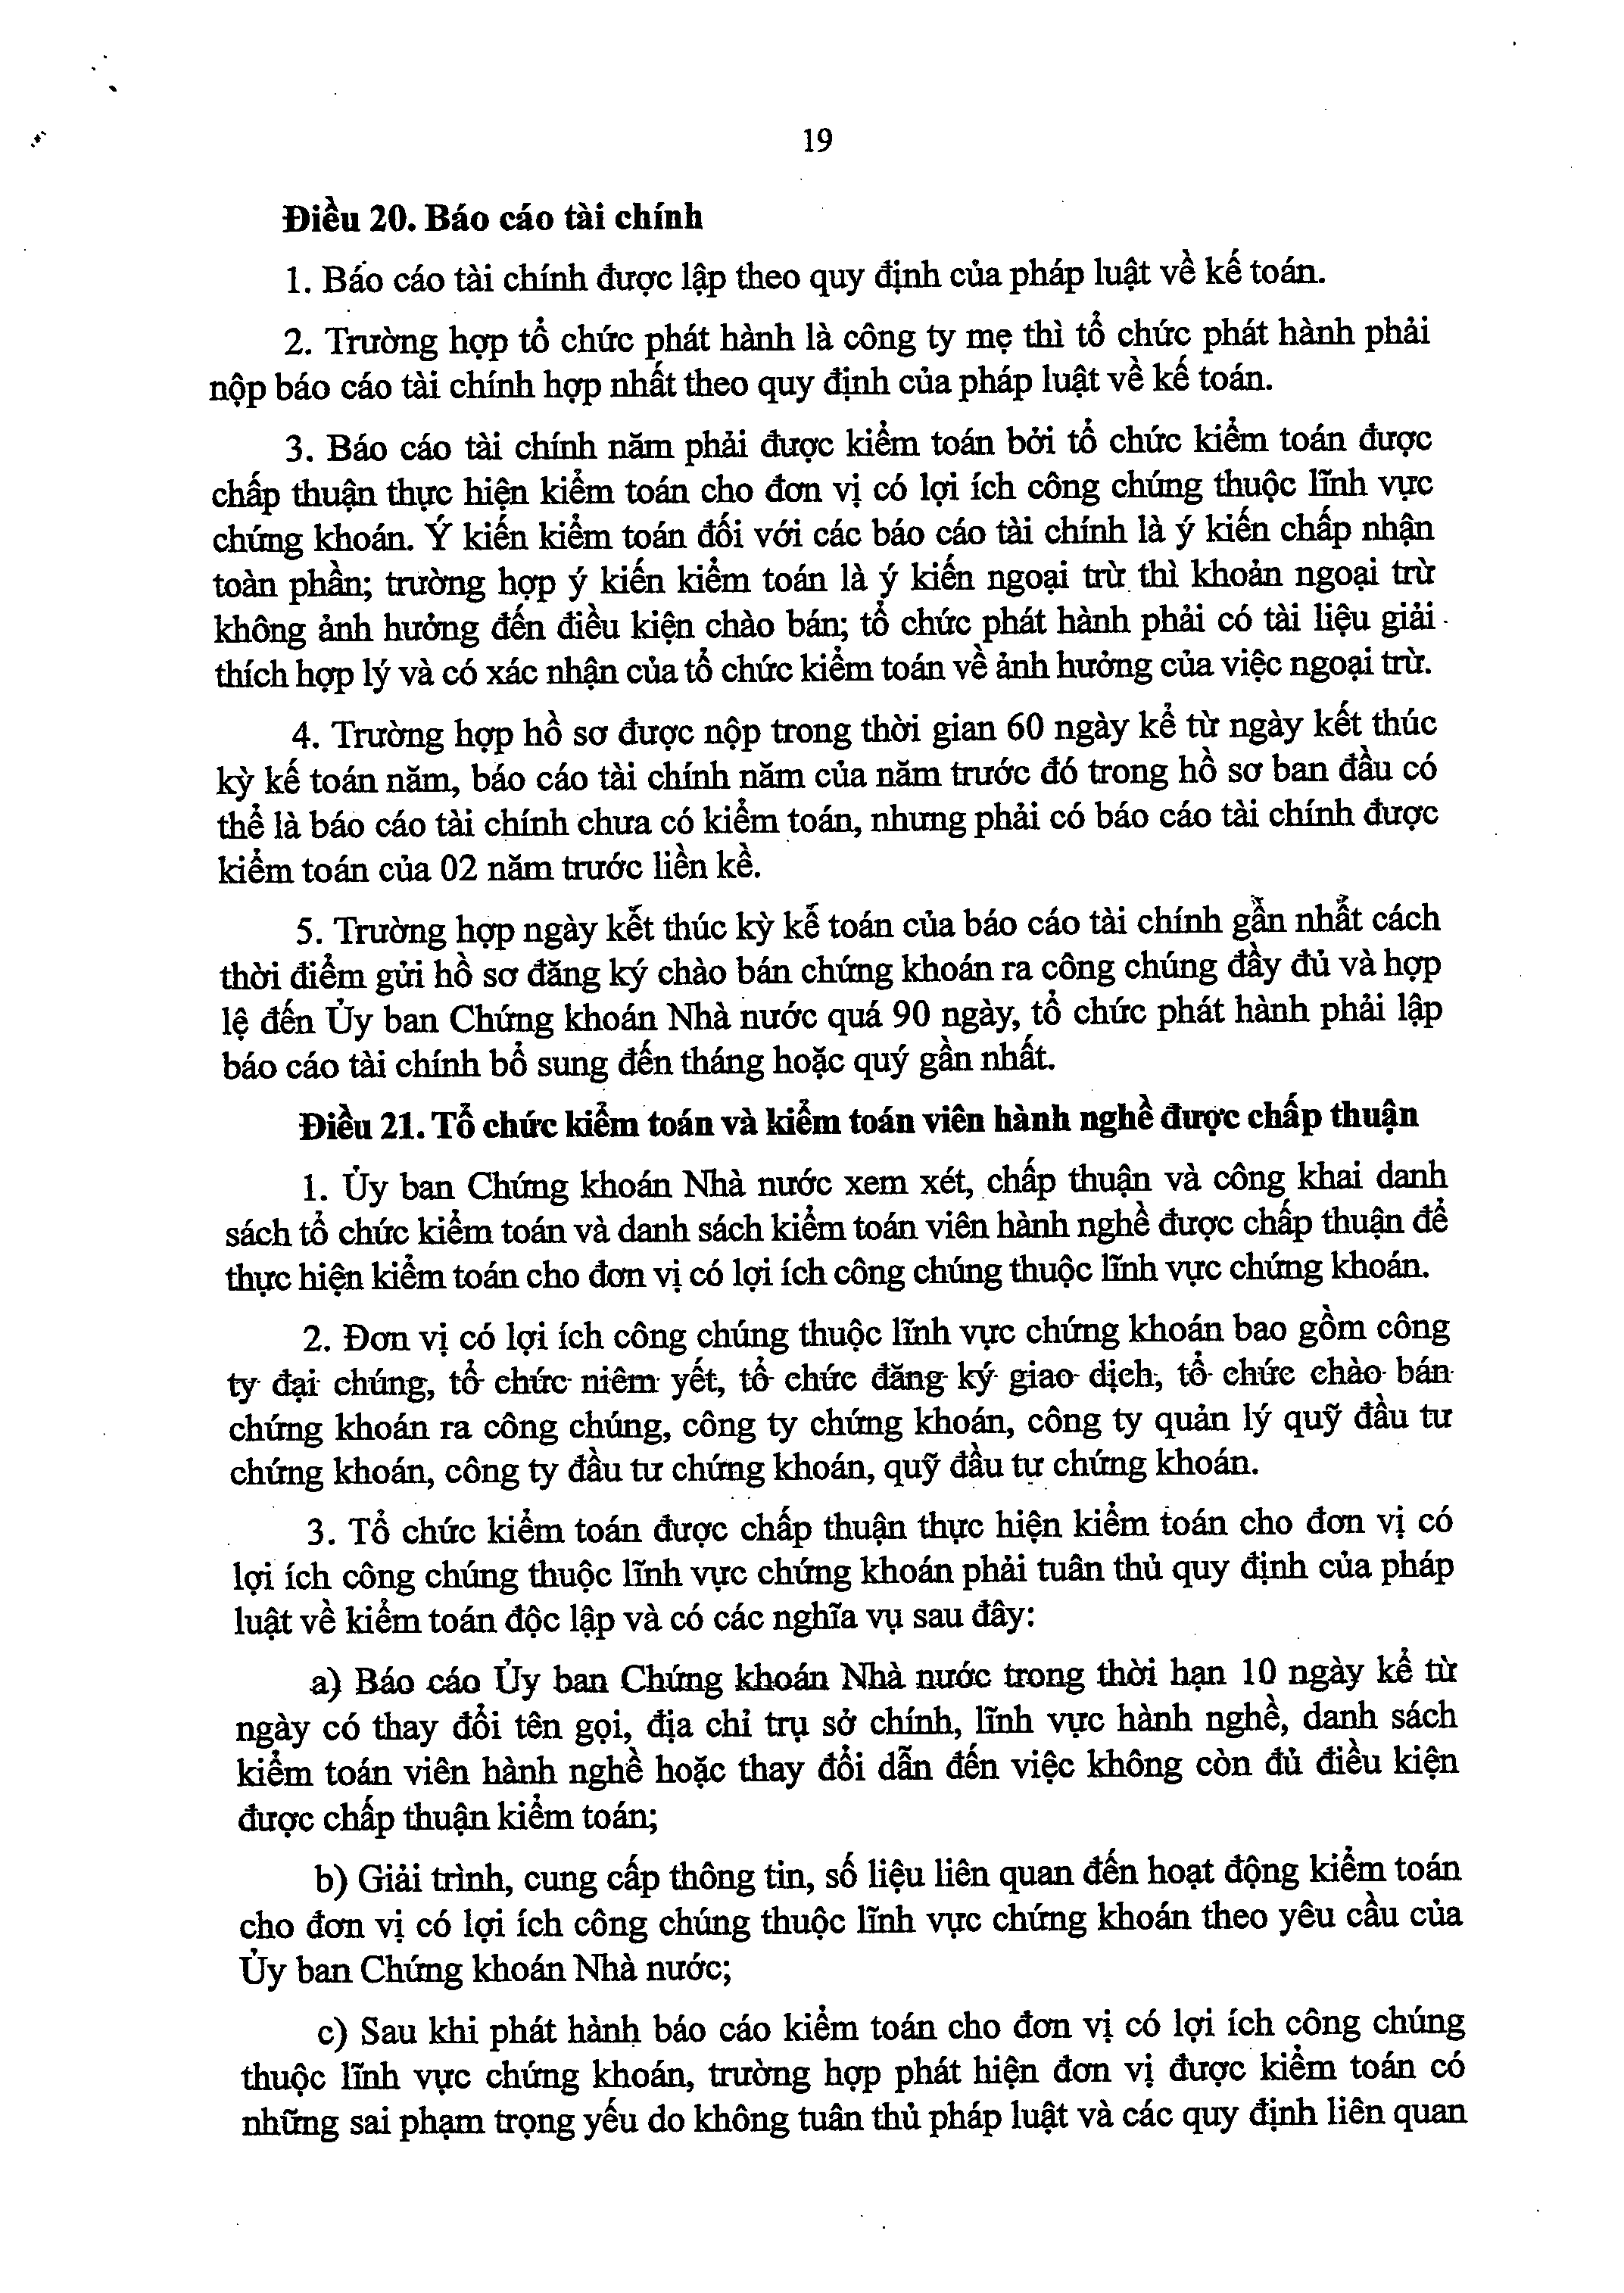 19
Điều 20. Báo cáo tài chính
1. Báo cáo tài chính được lập theo quy định của pháp luật về kế toán.
2. Trường hợp tổ chức phát hành là công ty mẹ thì tổ chức phát hành phải
nộp báo cáo tài chính hợp nhất theo quy định của pháp luật về kế toán.
3. Báo cáo tài chính năm phải được kiểm toán bởi tổ chức kiểm toán được
chấp thuận thực hiện kiểm toán cho đơn vị có lợi ích công chúng thuộc lĩnh vực
chứng khoán. Ý kiến kiểm toán đối với các báo cáo tài chính là ý kiến chấp nhận
toàn phần; trường hợp ý kiến kiểm toán là ý kiến ngoại trừ thì khoản ngoại trừ
không ảnh hưởng đến điều kiện chào bán; tổ chức phát hành phải có tài liệu giải
thích hợp lý và có xác nhận của tổ chức kiểm toán về ảnh hưởng của việc ngoại trừ.
4. Trường hợp hồ sơ được nộp trong thời gian 60 ngày kể từ ngày kết thúc
kỳ kế toán năm, báo cáo tài chính năm của năm trước đó trong hồ sơ ban đầu có
thể là báo cáo tài chính chưa có kiểm toán, nhưng phải có báo cáo tài chính được
kiểm toán của 02 năm trước liền kề.
5. Trường hợp ngày kết thúc kỳ kế toán của báo cáo tài chính gần nhất cách
thời điểm gửi hồ sơ đăng ký chào bán chứng khoán ra công chúng đầy đủ và hợp
lệ đến Ủy ban Chứng khoán Nhà nước quá 90 ngày, tổ chức phát hành phải lập
báo cáo tài chính bổ sung đến tháng hoặc quý gần nhất.
Điều 21. Tổ chức kiểm toán và kiểm toán viên hành nghề được chấp thuận
1. Ủy ban Chứng khoán Nhà nước xem xét, chấp thuận và công khai danh
sách tổ chức kiểm toán và danh sách kiểm toán viên hành nghề được chấp thuận để
thực hiện kiểm toán cho đơn vị có lợi ích công chúng thuộc lĩnh vực chứng khoán.
2. Đơn vị có lợi ích công chúng thuộc lĩnh vực chứng khoán bao gồm công
ty đại chúng, tổ chức niêm yết, tổ chức đăng ký giao dịch, tổ chức chào bán
chứng khoán ra công chúng, công ty chứng khoán, công ty quản lý quỹ đầu tư
chứng khoán, công ty đầu tư chứng khoán, quỹ đầu tư chứng khoán.
3. Tổ chức kiểm toán được chấp thuận thực hiện kiểm toán cho đơn vị có
lợi ích công chúng thuộc lĩnh vực chứng khoán phải tuân thủ quy định của pháp
luật về kiểm toán độc lập và có các nghĩa vụ sau đây:
a) Báo cáo Ủy ban Chứng khoán Nhà nước trong thời hạn 10 ngày kể từ
ngày có thay đổi tên gọi, địa chỉ trụ sở chính, lĩnh vực hành nghề, danh sách
kiểm toán viên hành nghề hoặc thay đổi dẫn đến việc không còn đủ điều kiện
được chấp thuận kiểm toán;
b) Giải trình, cung cấp thông tin, số liệu liên quan đến hoạt động kiểm toán
cho đơn vị có lợi ích công chúng thuộc lĩnh vực chứng khoán theo yêu cầu của
Ủy ban Chứng khoán Nhà nước;
c) Sau khi phát hành báo cáo kiểm toán cho đơn vị có lợi ích công chúng
thuộc lĩnh vực chứng khoán, trường hợp phát hiện đơn vị được kiểm toán có
những sai phạm trọng yếu do không tuân thủ pháp luật và các quy định liên quan